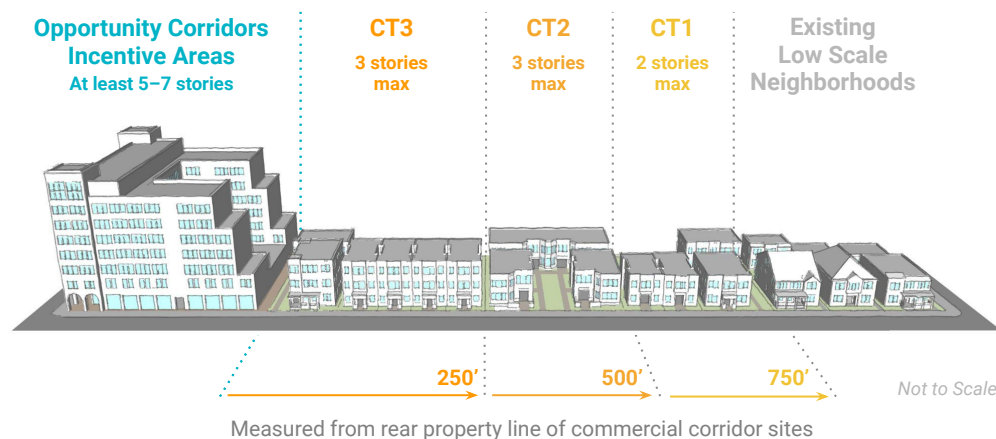 Opportunity Corridors
Incentive Areas
At least 5–7 stories
CT3
3 stories
max
CT2
3 stories
max
CT1
2 stories
max
Existing
Low Scale
Neighborhoods
250’
500’
750’
Not to Scale
Measured from rear property line of commercial corridor sites